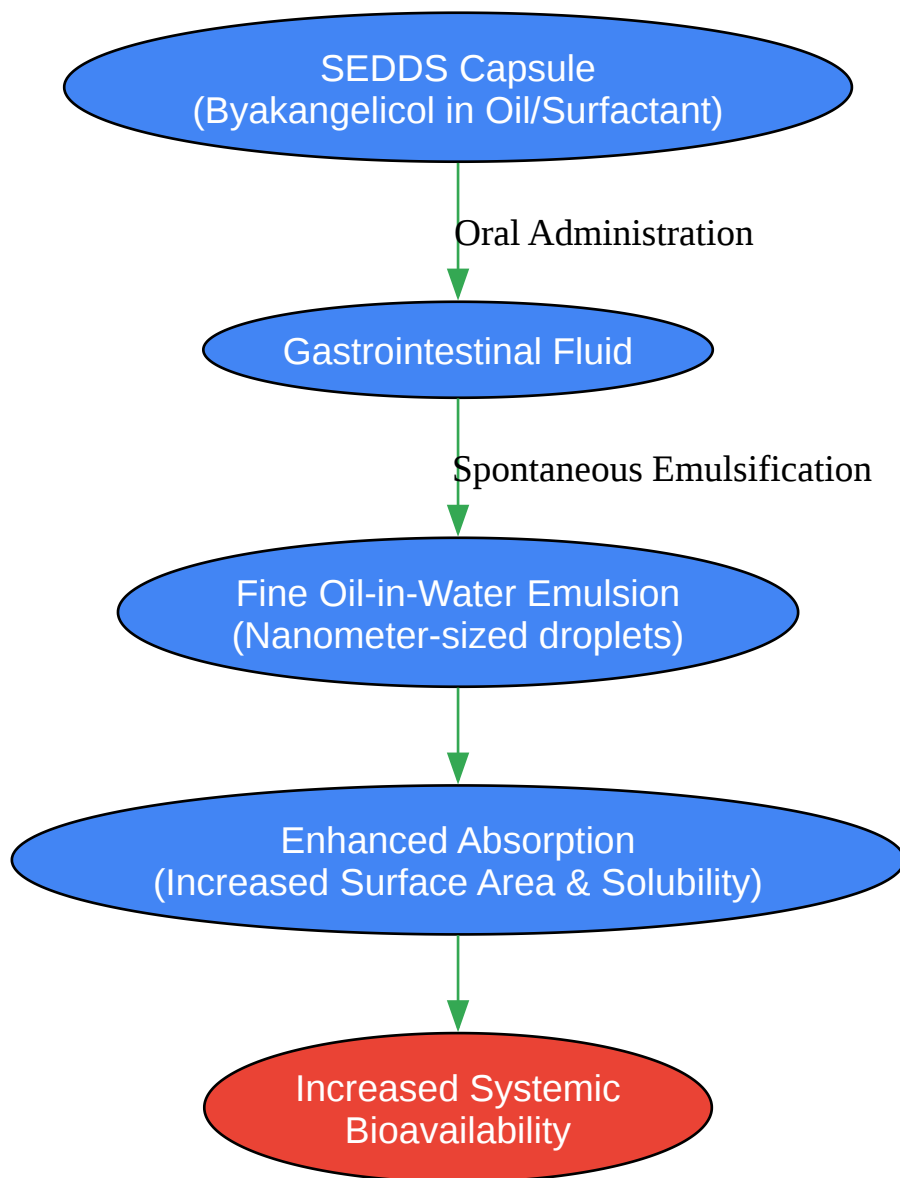 SEDDS Capsule
(Byakangelicol in Oil/Surfactant)
Oral Administration
Gastrointestinal Fluid
Spontaneous Emulsification
Fine Oil-in-Water Emulsion
(Nanometer-sized droplets)
Enhanced Absorption
(Increased Surface Area & Solubility)
Increased Systemic
Bioavailability